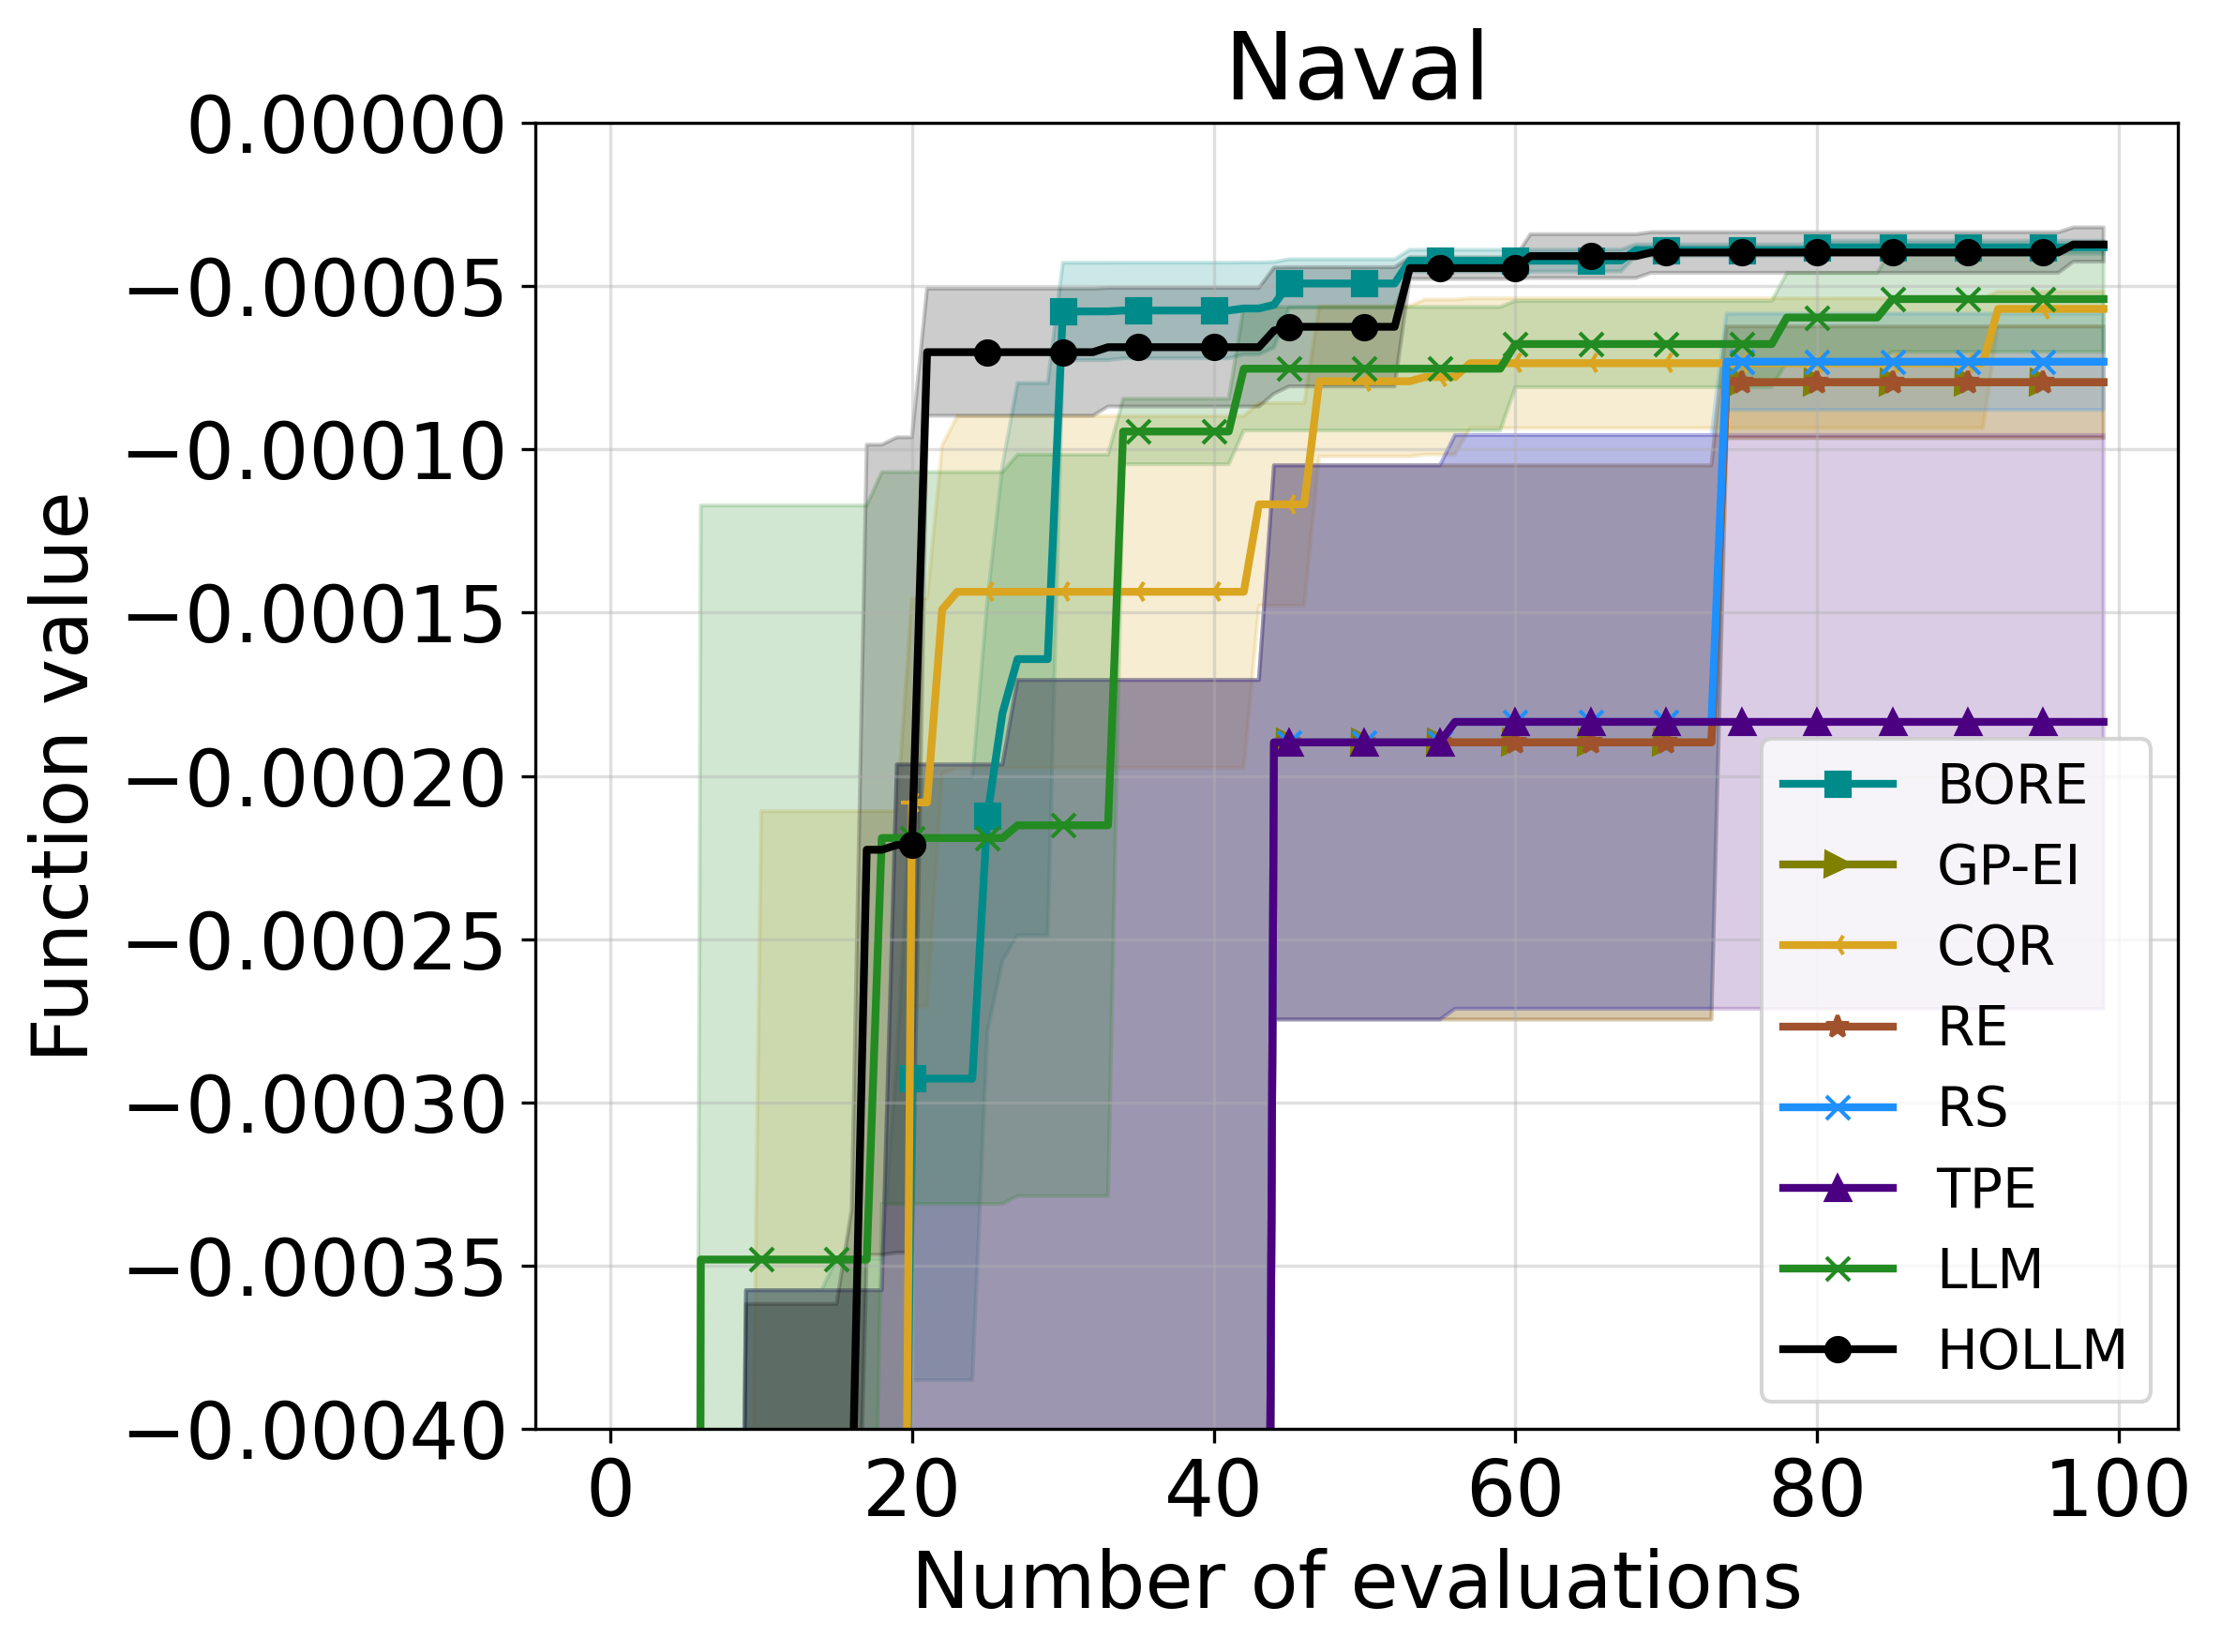 Naval
0.00000
−0.00005
−0.00010
−0.00015
−0.00020
−0.00025
−0.00030
−0.00035
−0.00040
Function value
0 20 40 60 80 100
Number of evaluations
BORE
GP-EI
CQR
RE
RS
TPE
LLM
HOLLM